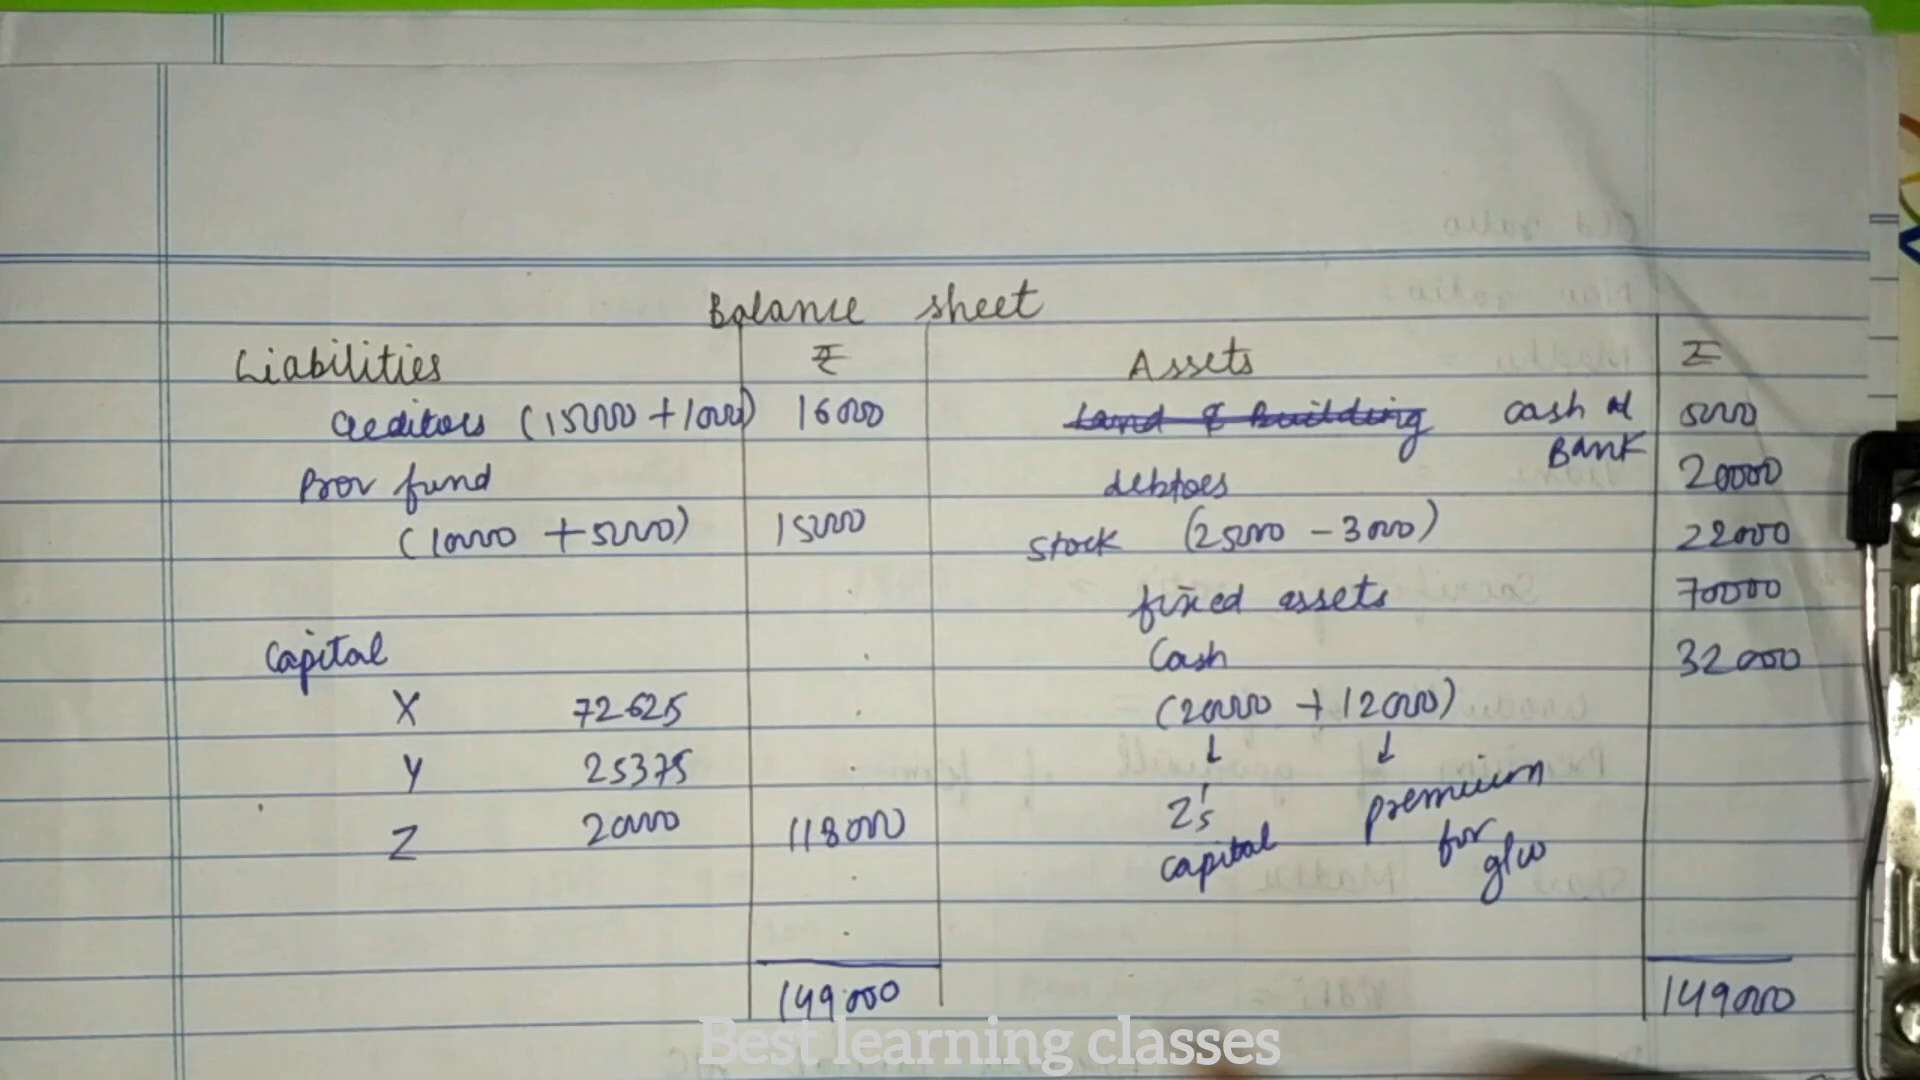 Balance sheet
Liabilities ₹ Assets ₹
creditors (15000 + 1000) 16000 Land & Building cash at Bank 5000
Prov fund debtoes 20000
(10000 + 5000) 15000 Stock (25000 - 3000) 22000
fixed assets 70000
Capital Cash 32000
X 72625 (20000 + 12000)
Y 25375 ↓ ↓
Z 20000 118000 Z's capital premium for g/w
149000 149000
Best learning classes